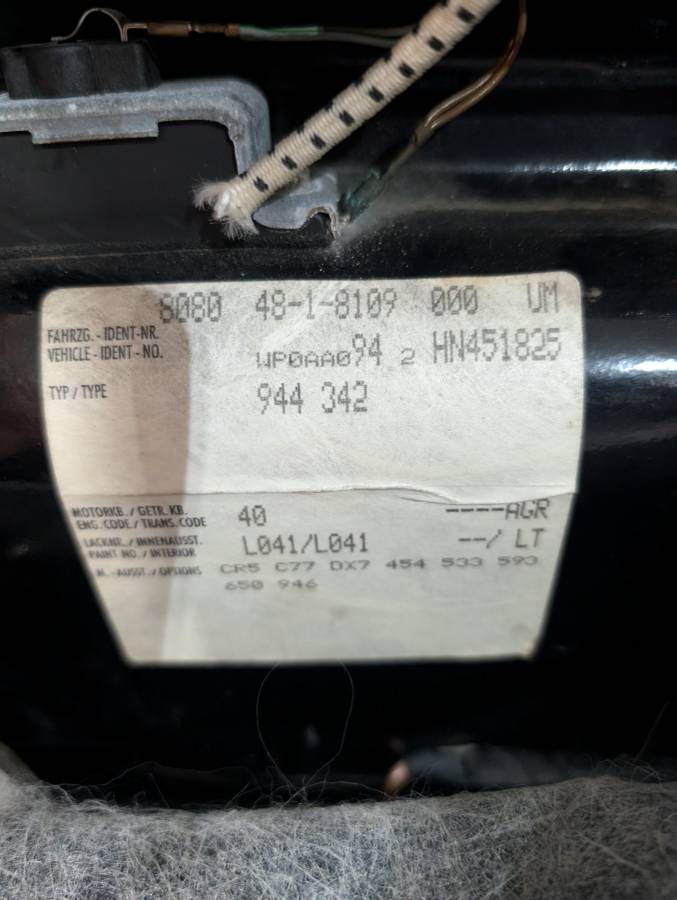 8080 48-1-8109 000 UM
FAHRZG.-IDENT-NR.
VEHICLE-IDENT-NO. WP0AA094 2 HN451825
TYP / TYPE 944 342
MOTORKB. / GETR. KB.
ENG. CODE / TRANS. CODE 40 ----AGR
LACKNR. / INNENAUSST.
PAINT NO. / INTERIOR L041/L041 --/ LT
M.-AUSST. / OPTIONS CR5 C77 DX7 454 533 593
650 946